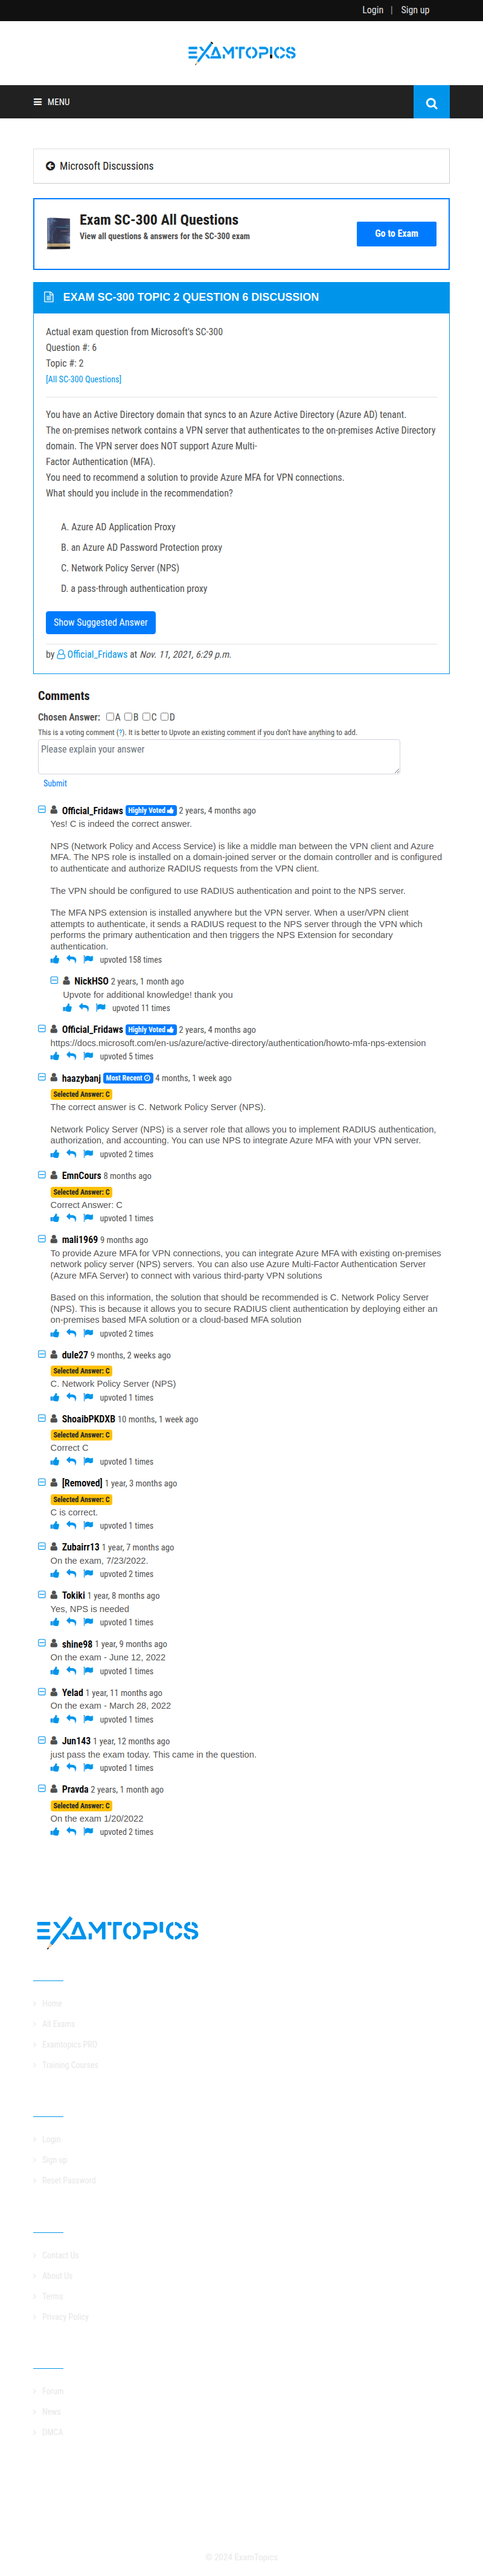 Login | Sign up
EXAMTOPICS
MENU
Microsoft Discussions
Exam SC-300 All Questions
View all questions & answers for the SC-300 exam
Go to Exam
EXAM SC-300 TOPIC 2 QUESTION 6 DISCUSSION
Actual exam question from Microsoft's SC-300
Question #: 6
Topic #: 2
[All SC-300 Questions]
You have an Active Directory domain that syncs to an Azure Active Directory (Azure AD) tenant.
The on-premises network contains a VPN server that authenticates to the on-premises Active Directory
domain. The VPN server does NOT support Azure Multi-
Factor Authentication (MFA).
You need to recommend a solution to provide Azure MFA for VPN connections.
What should you include in the recommendation?
A. Azure AD Application Proxy
B. an Azure AD Password Protection proxy
C. Network Policy Server (NPS)
D. a pass-through authentication proxy
Show Suggested Answer
by Official_Fridaws at Nov. 11, 2021, 6:29 p.m.
Comments
Chosen Answer: A B C D
This is a voting comment (?). It is better to Upvote an existing comment if you don't have anything to add.
Please explain your answer
Submit
Official_Fridaws Highly Voted 2 years, 4 months ago
Yes! C is indeed the correct answer.
NPS (Network Policy and Access Service) is like a middle man between the VPN client and Azure
MFA. The NPS role is installed on a domain-joined server or the domain controller and is configured
to authenticate and authorize RADIUS requests from the VPN client.
The VPN should be configured to use RADIUS authentication and point to the NPS server.
The MFA NPS extension is installed anywhere but the VPN server. When a user/VPN client
attempts to authenticate, it sends a RADIUS request to the NPS server through the VPN which
performs the primary authentication and then triggers the NPS Extension for secondary
authentication.
upvoted 158 times
NickHSO 2 years, 1 month ago
Upvote for additional knowledge! thank you
upvoted 11 times
Official_Fridaws Highly Voted 2 years, 4 months ago
https://docs.microsoft.com/en-us/azure/active-directory/authentication/howto-mfa-nps-extension
upvoted 5 times
haazybanj Most Recent 4 months, 1 week ago
Selected Answer: C
The correct answer is C. Network Policy Server (NPS).
Network Policy Server (NPS) is a server role that allows you to implement RADIUS authentication,
authorization, and accounting. You can use NPS to integrate Azure MFA with your VPN server.
upvoted 2 times
EmnCours 8 months ago
Selected Answer: C
Correct Answer: C
upvoted 1 times
mali1969 9 months ago
To provide Azure MFA for VPN connections, you can integrate Azure MFA with existing on-premises
network policy server (NPS) servers. You can also use Azure Multi-Factor Authentication Server
(Azure MFA Server) to connect with various third-party VPN solutions
Based on this information, the solution that should be recommended is C. Network Policy Server
(NPS). This is because it allows you to secure RADIUS client authentication by deploying either an
on-premises based MFA solution or a cloud-based MFA solution
upvoted 2 times
dule27 9 months, 2 weeks ago
Selected Answer: C
C. Network Policy Server (NPS)
upvoted 1 times
ShoaibPKDXB 10 months, 1 week ago
Selected Answer: C
Correct C
upvoted 1 times
[Removed] 1 year, 3 months ago
Selected Answer: C
C is correct.
upvoted 1 times
Zubairr13 1 year, 7 months ago
On the exam, 7/23/2022.
upvoted 2 times
Tokiki 1 year, 8 months ago
Yes, NPS is needed
upvoted 1 times
shine98 1 year, 9 months ago
On the exam - June 12, 2022
upvoted 1 times
Yelad 1 year, 11 months ago
On the exam - March 28, 2022
upvoted 1 times
Jun143 1 year, 12 months ago
just pass the exam today. This came in the question.
upvoted 1 times
Pravda 2 years, 1 month ago
Selected Answer: C
On the exam 1/20/2022
upvoted 2 times
EXAMTOPICS
Home
All Exams
Examtopics PRO
Training Courses
Login
Sign up
Reset Password
Contact Us
About Us
Terms
Privacy Policy
Forum
News
DMCA
© 2024 ExamTopics